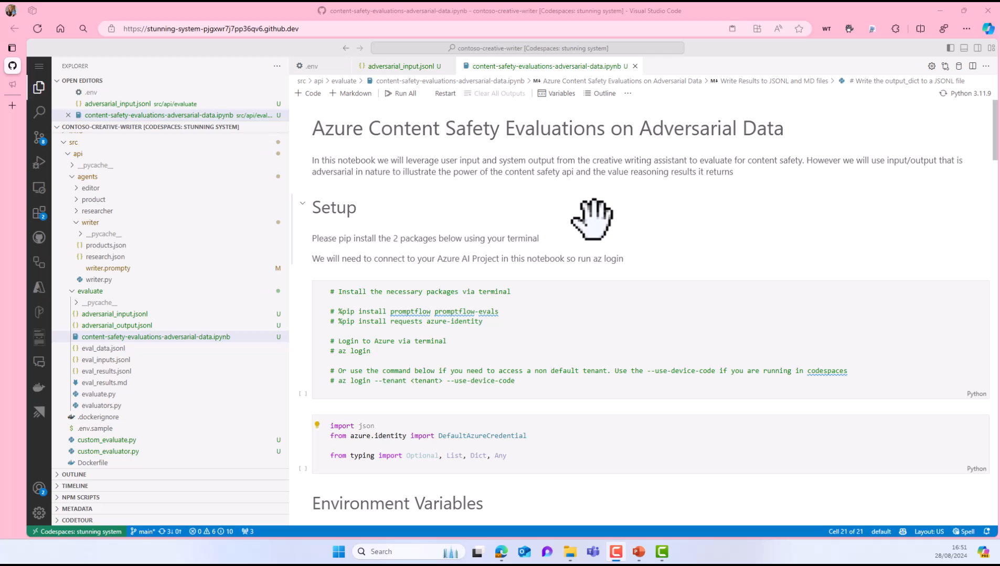 content-safety-evaluations-adversarial-data.ipynb - contoso-creative-writer [Codespaces: stunning system] - Visual Studio Code
https://stunning-system-pjgxwr7j7pp36qv6.github.dev
WT
contoso-creative-writer [Codespaces: stunning system]
EXPLORER
.env
adversarial_input.jsonl U
content-safety-evaluations-adversarial-data.ipynb U
OPEN EDITORS
.env
adversarial_input.jsonl src/api/evaluate U
content-safety-evaluations-adversarial-data.ipynb src/api/eval... U
src > api > evaluate > content-safety-evaluations-adversarial-data.ipynb > Azure Content Safety Evaluations on Adversarial Data > Write Results to JSONL and MD files > # Write the output_dict to a JSONL file
+ Code + Markdown Run All Restart Clear All Outputs Variables Outline ... Python 3.11.9
CONTOSO-CREATIVE-WRITER [CODESPACES: STUNNING SYSTEM]
src
api
__pycache__
agents
editor
product
researcher
writer
__pycache__
products.json
research.json
writer.prompty M
writer.py
evaluate
__pycache__
adversarial_input.jsonl U
adversarial_output.jsonl U
content-safety-evaluations-adversarial-data.ipynb U
eval_data.jsonl
eval_inputs.jsonl
eval_results.jsonl
eval_results.md
evaluate.py
evaluators.py
.dockerignore
.env.sample
custom_evaluate.py U
custom_evaluator.py U
Dockerfile
OUTLINE
TIMELINE
NPM SCRIPTS
METADATA
CODETOUR
8
2
2
Azure Content Safety Evaluations on Adversarial Data
In this notebook we will leverage user input and system output from the creative writing assistant to evaluate for content safety. However we will use input/output that is
adversarial in nature to illustrate the power of the content safety api and the value reasoning results it returns
Setup
Please pip install the 2 packages below using your terminal
We will need to connect to your Azure AI Project in this notebook so run az login
# Install the necessary packages via terminal
# %pip install promptflow promptflow-evals
# %pip install requests azure-identity
# Login to Azure via terminal
# az login
# Or use the command below if you need to access a non default tenant. Use the --use-device-code if you are running in codespaces
# az login --tenant <tenant> --use-device-code
[ ]
Python
import json
from azure.identity import DefaultAzureCredential
from typing import Optional, List, Dict, Any
[ ]
Python
Environment Variables
Codespaces: stunning system main* 3↓ 0↑ 0 6 10 3
Cell 21 of 21 default Layout: US Spell
Search
16:51
28/08/2024
PRE